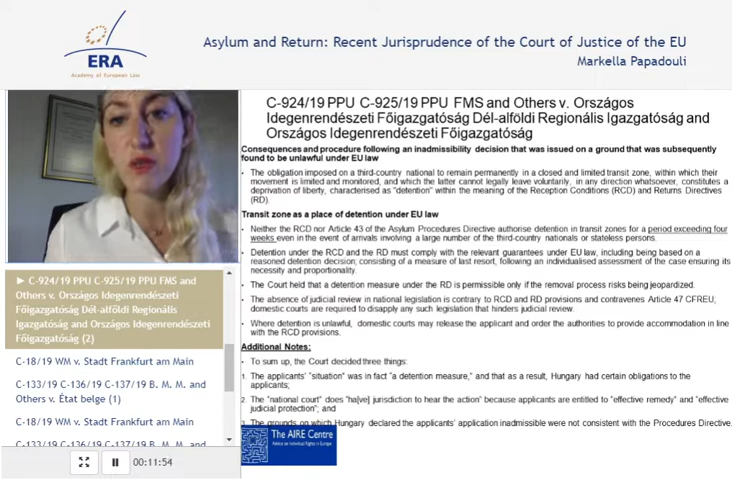 ERA
Academy of European Law
Asylum and Return: Recent Jurisprudence of the Court of Justice of the EU
Markella Papadouli
► C-924/19 PPU C-925/19 PPU FMS and
Others v. Országos Idegenrendészeti
Főigazgatóság Dél-alföldi Regionális
Igazgatóság and Országos Idegenrendészeti
Főigazgatóság (2)
C-18/19 WM v. Stadt Frankfurt am Main
C-133/19 C-136/19 C-137/19 B. M. M. and
Others v. État belge (1)
C-18/19 WM v. Stadt Frankfurt am Main
C-133/19 C-136/19 C-137/19 B. M. M. and
00:11:54
C-924/19 PPU C-925/19 PPU FMS and Others v. Országos
Idegenrendészeti Főigazgatóság Dél-alföldi Regionális Igazgatóság and
Országos Idegenrendészeti Főigazgatóság
Consequences and procedure following an inadmissibility decision that was issued on a ground that was subsequently
found to be unlawful under EU law
• The obligation imposed on a third-country national to remain permanently in a closed and limited transit zone, within which their
movement is limited and monitored, and which the latter cannot legally leave voluntarily, in any direction whatsoever, constitutes a
deprivation of liberty, characterised as "detention" within the meaning of the Reception Conditions (RCD) and Returns Directives
(RD).
Transit zone as a place of detention under EU law
• Neither the RCD nor Article 43 of the Asylum Procedures Directive authorise detention in transit zones for a period exceeding four
weeks even in the event of arrivals involving a large number of the third-country nationals or stateless persons.
• Detention under the RCD and the RD must comply with the relevant guarantees under EU law, including being based on a
reasoned detention decision; consisting of a measure of last resort, following an individualised assessment of the case ensuring its
necessity and proportionality.
• The Court held that a detention measure under the RD is permissible only if the removal process risks being jeopardized.
• The absence of judicial review in national legislation is contrary to RCD and RD provisions and contravenes Article 47 CFREU;
domestic courts are required to disapply any such legislation that hinders judicial review.
• Where detention is unlawful, domestic courts may release the applicant and order the authorities to provide accommodation in line
with the RCD provisions.
Additional Notes:
• To sum up, the Court decided three things:
1. The applicants' "situation" was in fact "a detention measure," and that as a result, Hungary had certain obligations to the
applicants;
2. The "national court" does "ha[ve] jurisdiction to hear the action" because applicants are entitled to "effective remedy" and "effective
judicial protection"; and
3. The grounds on which Hungary declared the applicants' application inadmissible were not consistent with the Procedures Directive.
The AIRE Centre
Advice on Individual Rights in Europe